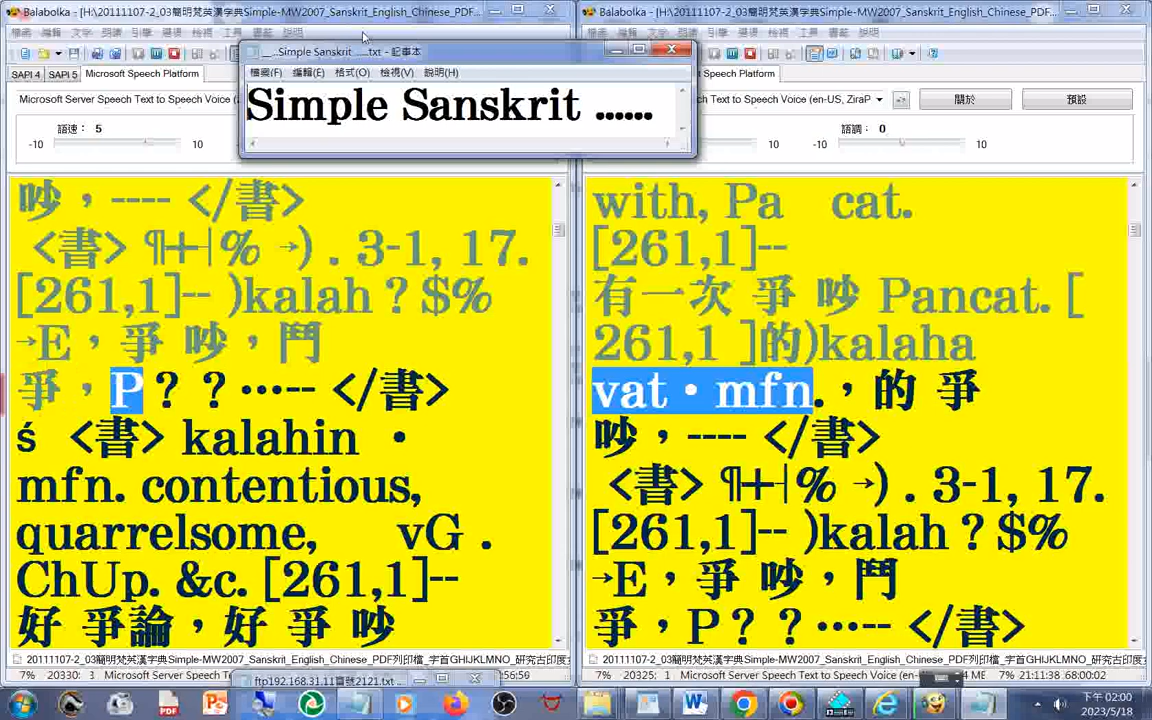 Balabolka - [H:\20111107-2_03簡明梵英漢字典Simple-MW2007_Sanskrit_English_Chinese_PDF...
Balabolka - [H:\20111107-2_03簡明梵英漢字典Simple-MW2007_Sanskrit_English_Chinese_PDF...
SAPI 4 SAPI 5 Microsoft Speech Platform
Microsoft Server Speech Text to Speech Voice
語速： 5
-10 10
__...Simple Sanskrit ......txt - 記事本
檔案(F) 編輯(E) 格式(O) 檢視(V) 說明(H)
Simple Sanskrit ......
Speech Platform
ch Text to Speech Voice (en-US, ZiraP
關於 預設
10
語調： 0
-10 10
吵，---- </書>
<書> ¶+┤% →) . 3-1, 17.
[261,1]-- )kalah？$%
→E，爭 吵，鬥
爭，P？？…-- </書>
ś <書> kalahin •
mfn. contentious,
quarrelsome, vG .
ChUp. &c. [261,1]--
好 爭論，好 爭 吵
with, Pa cat.
[261,1]--
有一次 爭 吵 Pancat. [
261,1 ]的)kalaha
vat • mfn.，的 爭
吵，---- </書>
<書> ¶+┤% →) . 3-1, 17.
[261,1]-- )kalah？$%
→E，爭 吵，鬥
爭，P？？…-- </書>
20111107-2_03簡明梵英漢字典Simple-MW2007_Sanskrit_English_Chinese_PDF列印檔_字首GHIJKLMNO_研究古印度
20111107-2_03簡明梵英漢字典Simple-MW2007_Sanskrit_English_Chinese_PDF列印檔_字首GHIJKLMNO_研究古印度
7% 20330:
Microsoft Server Speech Te
ftp192.168.31.11
7% 20325:
Microsoft Server Speech Text to Speech Voice (en-
21:11:38 68:00:02
下午 02:00
2023/5/18